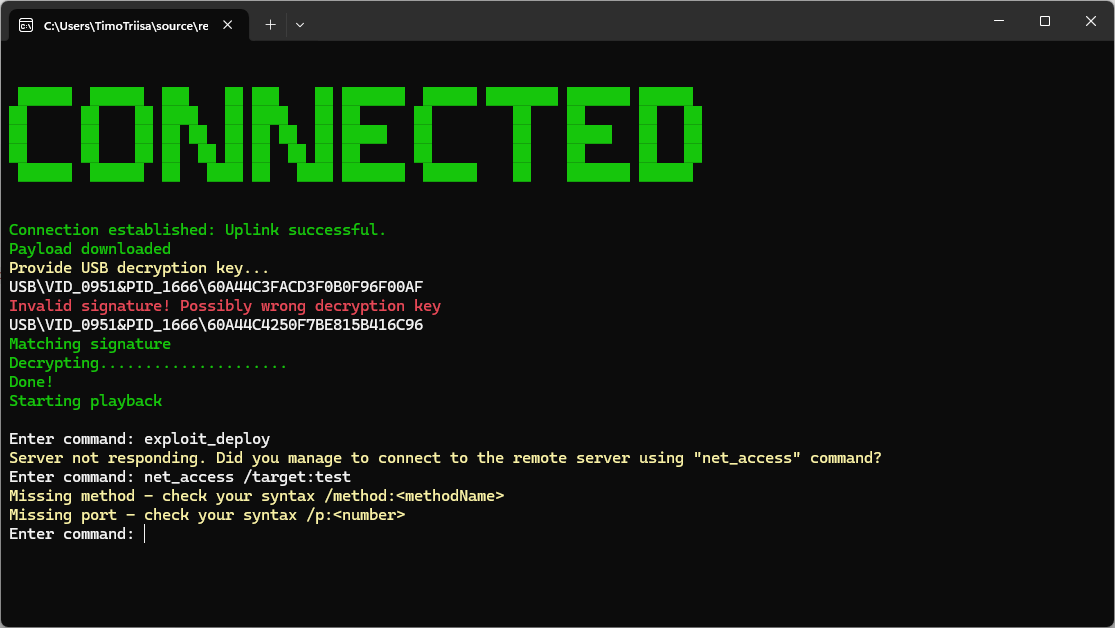 C:\Users\TimoTriisa\source\re
CONNECTED
Connection established: Uplink successful.
Payload downloaded
Provide USB decryption key...
USB\VID_0951&PID_1666\60A44C3FACD3F0B0F96F00AF
Invalid signature! Possibly wrong decryption key
USB\VID_0951&PID_1666\60A44C4250F7BE815B416C96
Matching signature
Decrypting.....................
Done!
Starting playback
Enter command: exploit_deploy
Server not responding. Did you manage to connect to the remote server using "net_access" command?
Enter command: net_access /target:test
Missing method - check your syntax /method:<methodName>
Missing port - check your syntax /p:<number>
Enter command: